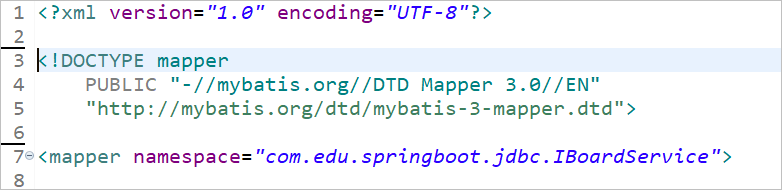 1 <?xml version="1.0" encoding="UTF-8"?>
2
3 <!DOCTYPE mapper
4     PUBLIC "-//mybatis.org//DTD Mapper 3.0//EN"
5     "http://mybatis.org/dtd/mybatis-3-mapper.dtd">
6
7 <mapper namespace="com.edu.springboot.jdbc.IBoardService">
8